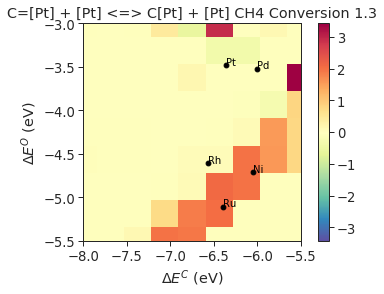 C=[Pt] + [Pt] <=> C[Pt] + [Pt] CH4 Conversion 1.3
−3.0
−3.5
−4.0
−4.5
−5.0
−5.5
ΔE^O (eV)
Pt
Pd
Rh
Ni
Ru
−8.0 −7.5 −7.0 −6.5 −6.0 −5.5
ΔE^C (eV)
3
2
1
0
−1
−2
−3